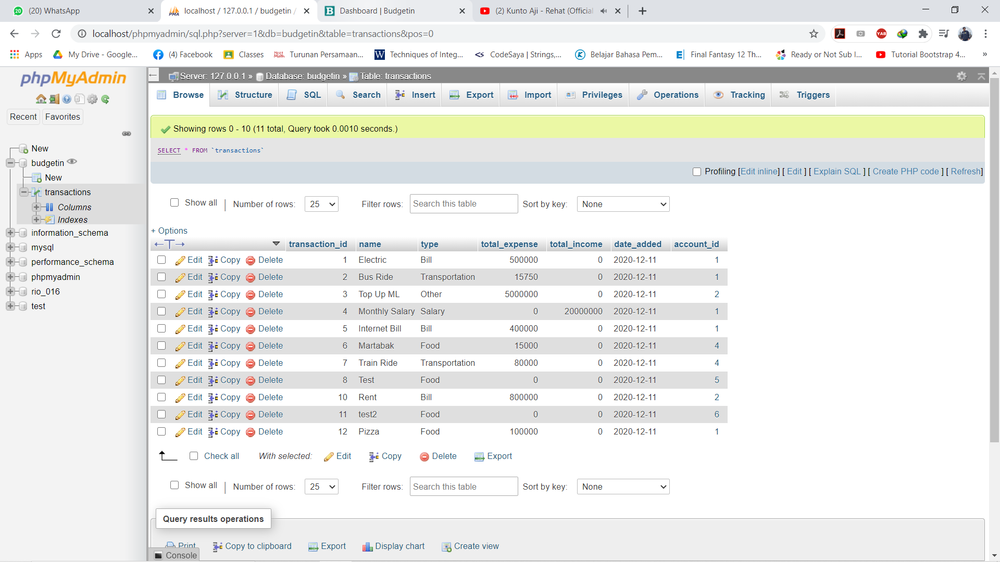 (20) WhatsApp
localhost / 127.0.0.1 / budgetin /
Dashboard | Budgetin
(2) Kunto Aji - Rehat (Official
localhost/phpmyadmin/sql.php?server=1&db=budgetin&table=transactions&pos=0
Apps My Drive - Google... (4) Facebook Classes Turunan Persamaan... Techniques of Integ... CodeSaya | Strings,... Belajar Bahasa Pem... Final Fantasy 12 Th... Ready or Not Sub I... Tutorial Bootstrap 4... »
phpMyAdmin
Recent Favorites
New
budgetin
New
transactions
Columns
Indexes
information_schema
mysql
performance_schema
phpmyadmin
rio_016
test
Server: 127.0.0.1 » Database: budgetin » Table: transactions
Browse Structure SQL Search Insert Export Import Privileges Operations Tracking Triggers
Showing rows 0 - 10 (11 total, Query took 0.0010 seconds.)
SELECT * FROM `transactions`
Profiling [Edit inline] [ Edit ] [ Explain SQL ] [ Create PHP code ] [ Refresh]
Show all | Number of rows: 25 Filter rows: Search this table Sort by key: None
+ Options
transaction_id name type total_expense total_income date_added account_id
Edit Copy Delete 1 Electric Bill 500000 0 2020-12-11 1
Edit Copy Delete 2 Bus Ride Transportation 15750 0 2020-12-11 1
Edit Copy Delete 3 Top Up ML Other 5000000 0 2020-12-11 2
Edit Copy Delete 4 Monthly Salary Salary 0 20000000 2020-12-11 1
Edit Copy Delete 5 Internet Bill Bill 400000 0 2020-12-11 1
Edit Copy Delete 6 Martabak Food 15000 0 2020-12-11 4
Edit Copy Delete 7 Train Ride Transportation 80000 0 2020-12-11 4
Edit Copy Delete 8 Test Food 0 0 2020-12-11 5
Edit Copy Delete 10 Rent Bill 800000 0 2020-12-11 2
Edit Copy Delete 11 test2 Food 0 0 2020-12-11 6
Edit Copy Delete 12 Pizza Food 100000 0 2020-12-11 1
Check all With selected: Edit Copy Delete Export
Show all | Number of rows: 25 Filter rows: Search this table Sort by key: None
Query results operations
Print Copy to clipboard Export Display chart Create view
Console